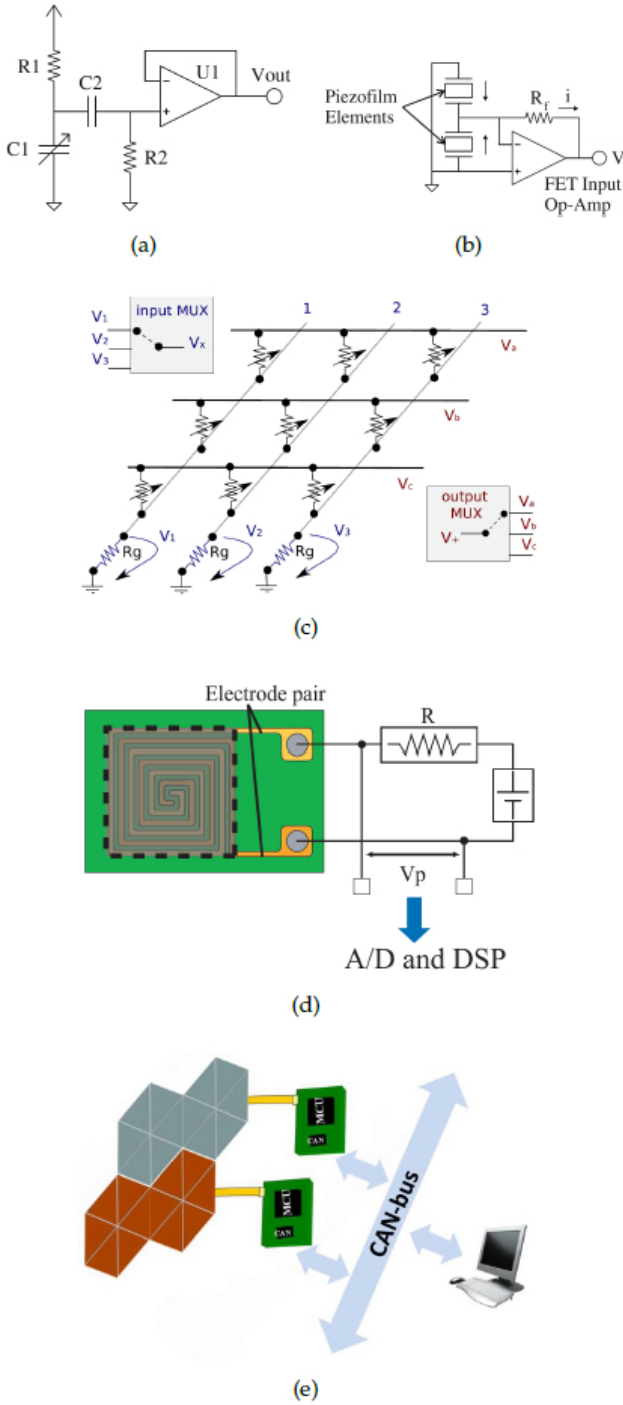 R1
C2
U1
Vout
C1
R2
(a)
Piezofilm
Elements
Rf
i
V
FET Input
Op-Amp
(b)
input MUX
V1
V2
V3
Vx
1
2
3
Va
Vb
Vc
V1
V2
V3
Rg
Rg
Rg
output
MUX
V+
Va
Vb
Vc
(c)
Electrode pair
R
Vp
A/D and DSP
(d)
MCU
CAN
MCU
CAN
CAN-bus
(e)